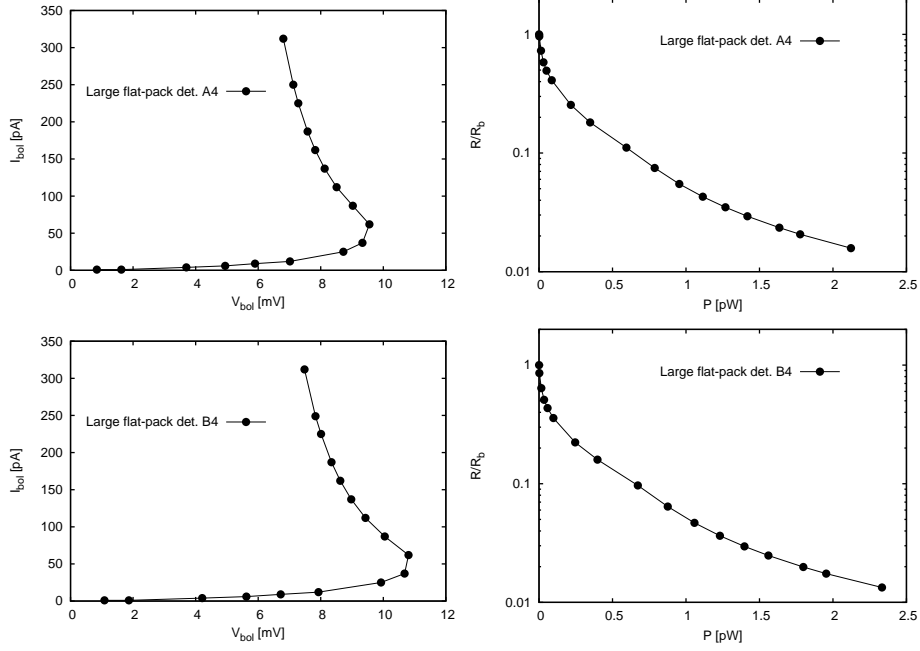 350
300
250
200
150
100
50
0
I_bol [pA]
Large flat-pack det. A4
0 2 4 6 8 10 12
V_bol [mV]
1
0.1
0.01
R/R_b
Large flat-pack det. A4
0 0.5 1 1.5 2 2.5
P [pW]
350
300
250
200
150
100
50
0
I_bol [pA]
Large flat-pack det. B4
0 2 4 6 8 10 12
V_bol [mV]
1
0.1
0.01
R/R_b
Large flat-pack det. B4
0 0.5 1 1.5 2 2.5
P [pW]